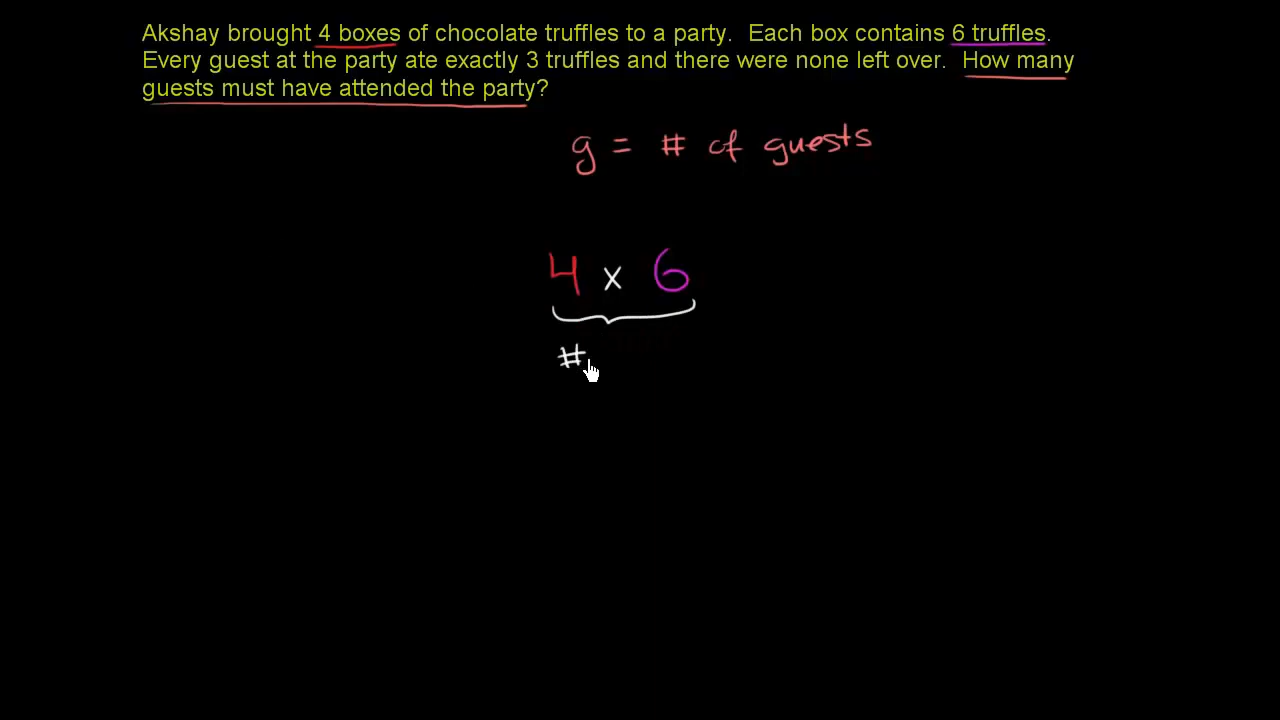 Akshay brought 4 boxes of chocolate truffles to a party.  Each box contains 6 truffles.
Every guest at the party ate exactly 3 truffles and there were none left over.  How many
guests must have attended the party?
g = # of guests
4 x 6
#